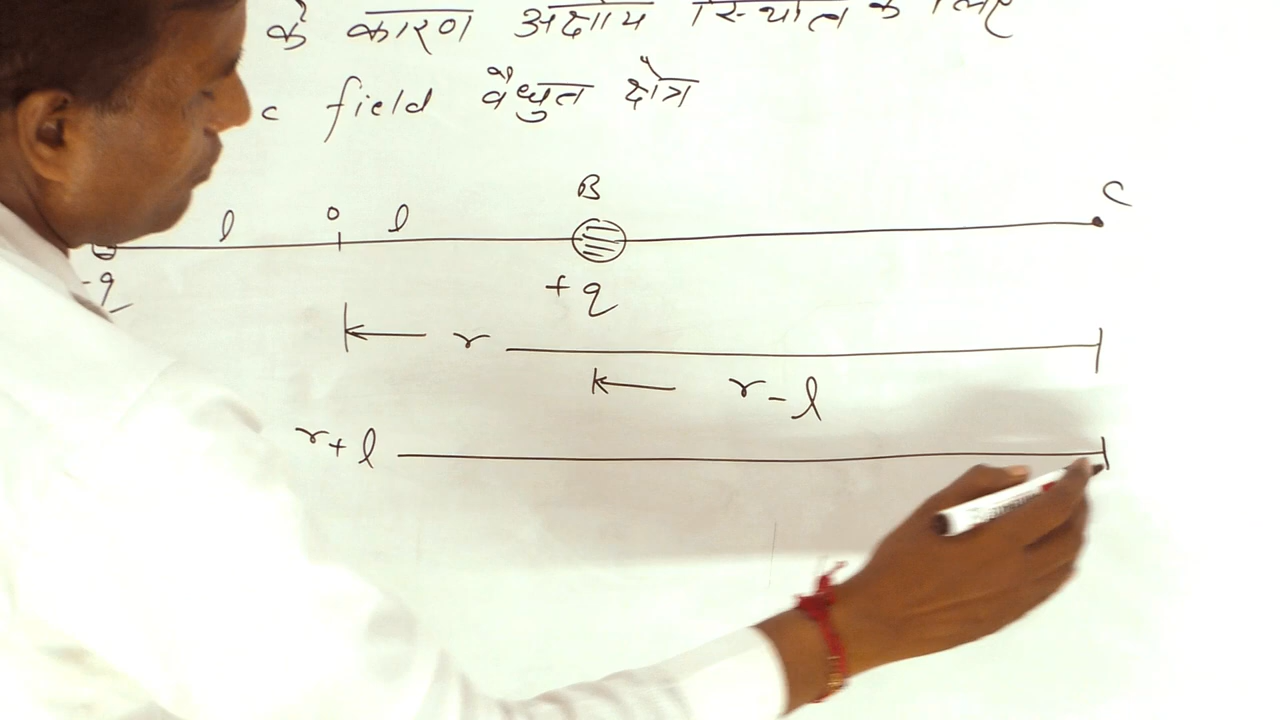 के कारण अक्षीय स्थिति के लिए
c field वैधुत क्षेत्र
B
C
l o l
-q
+q
r
r-l
r+l